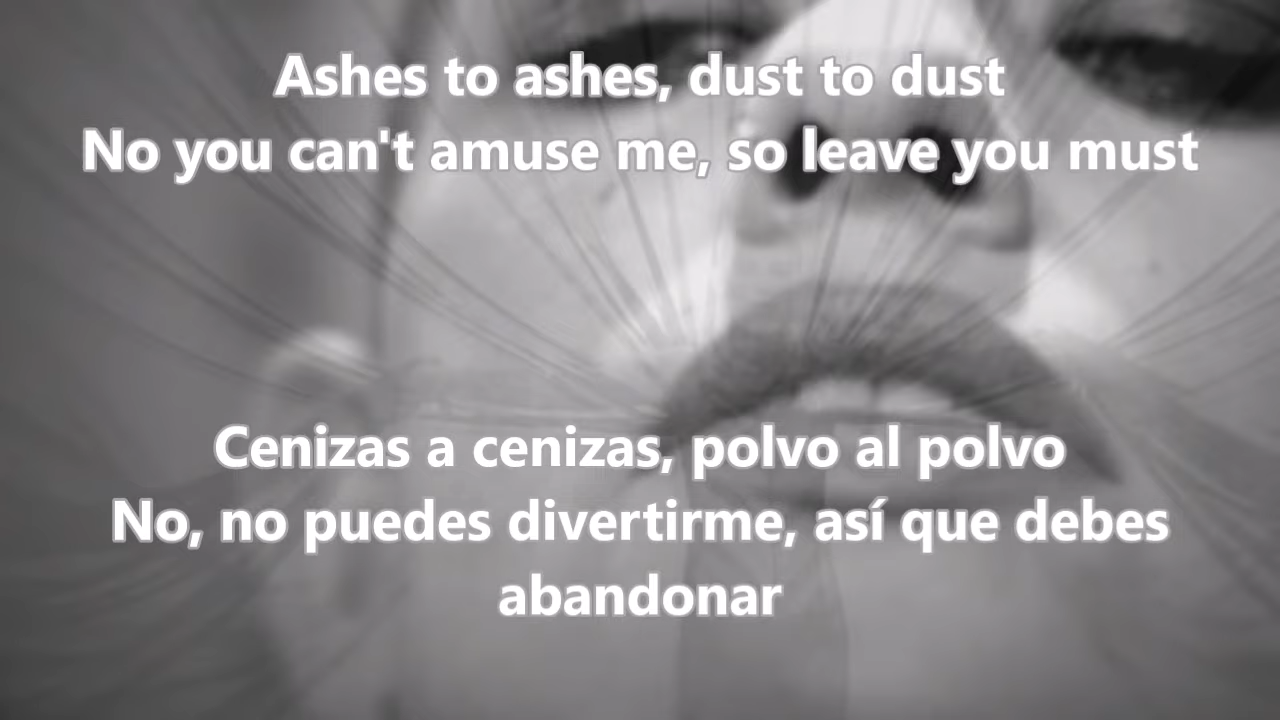 Ashes to ashes, dust to dust
No you can't amuse me, so leave you must
Cenizas a cenizas, polvo al polvo
No, no puedes divertirme, así que debes
abandonar